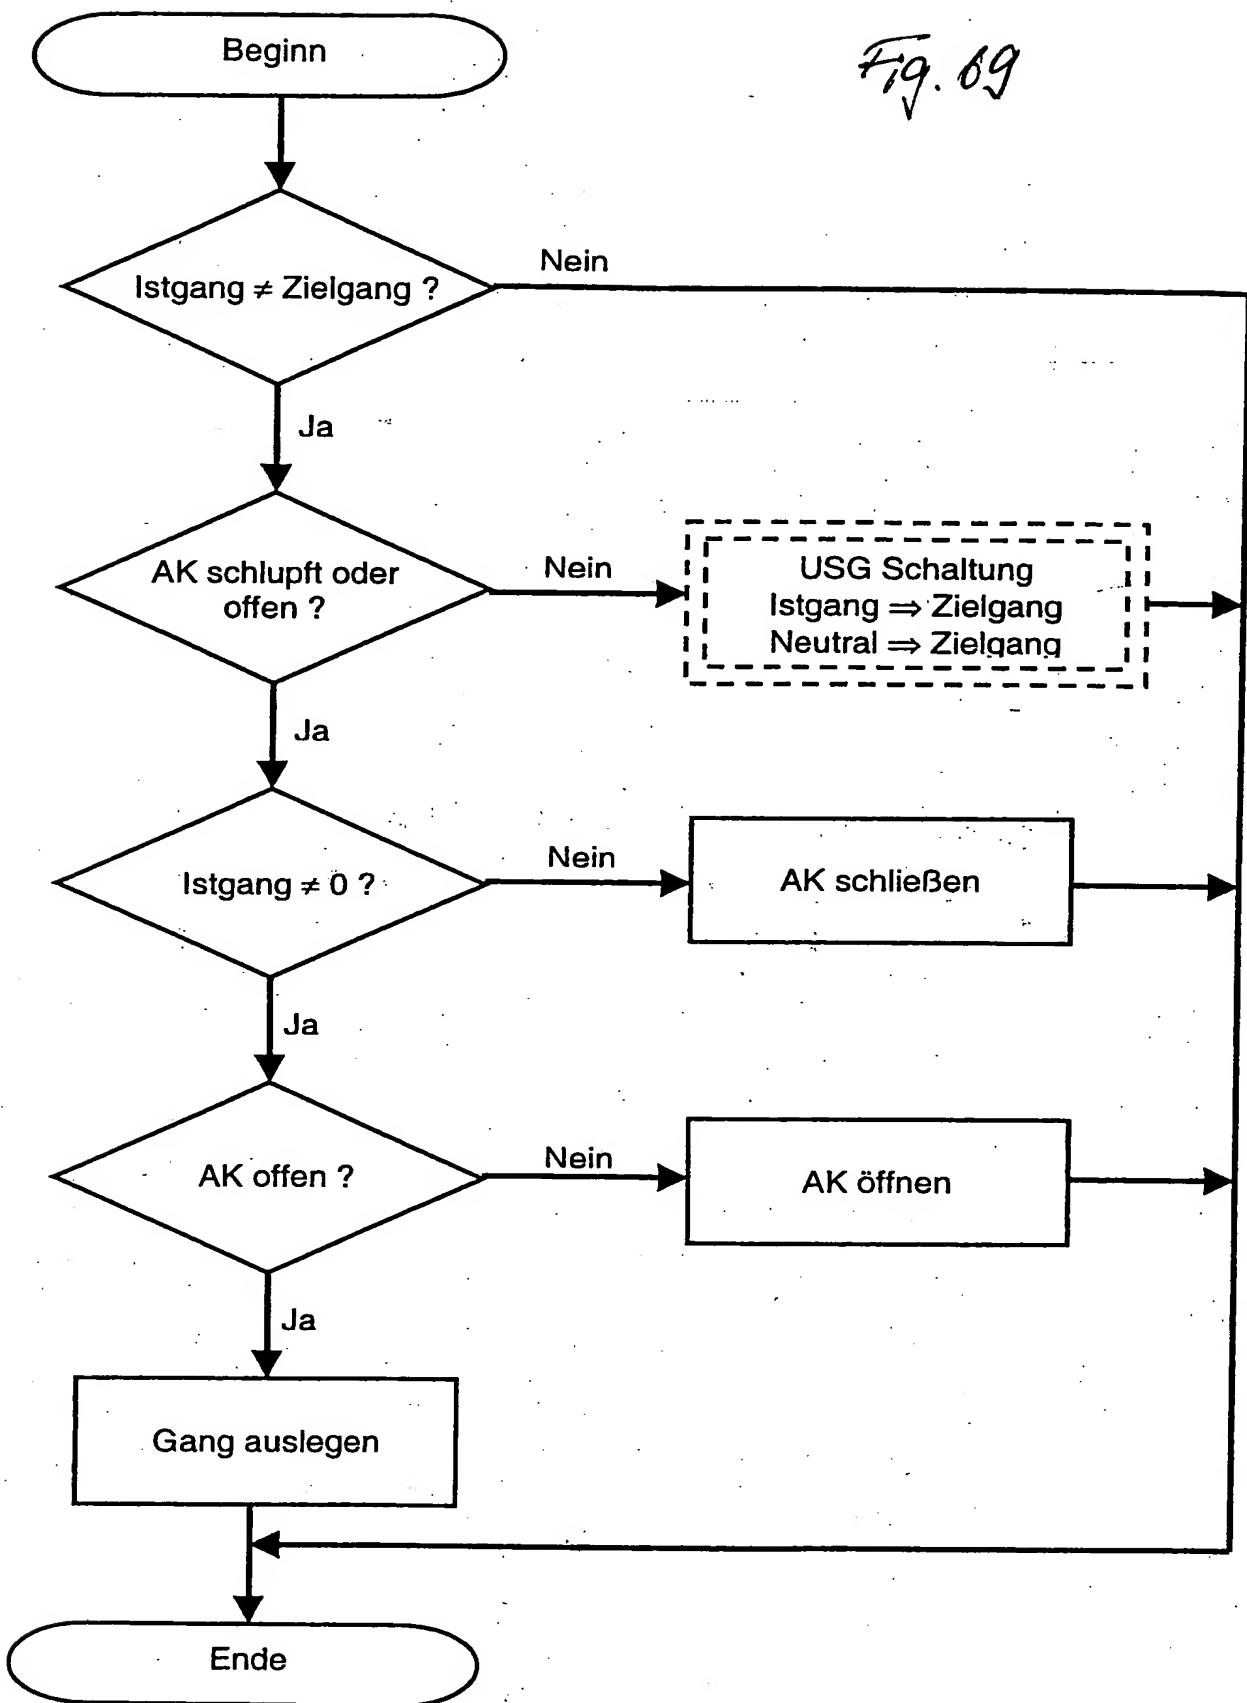 Beginn
Fig. 69
Istgang ≠ Zielgang ?
Nein
Ja
AK schlupft oder
offen ?
Nein
USG Schaltung
Istgang ⇒ Zielgang
Neutral ⇒ Zielgang
Ja
Istgang ≠ 0 ?
Nein
AK schließen
Ja
AK offen ?
Nein
AK öffnen
Ja
Gang auslegen
Ende